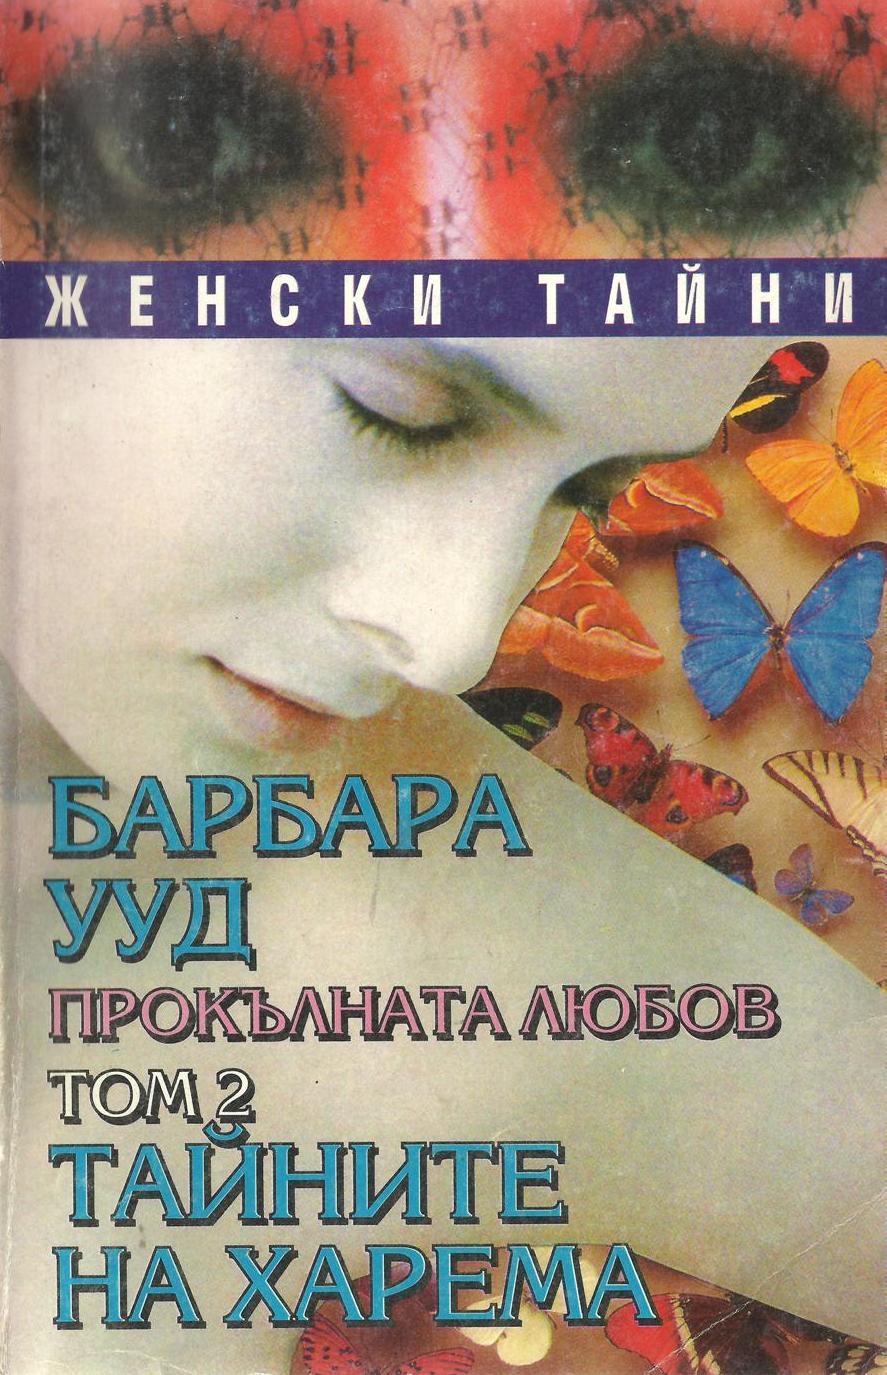 ЖЕНСКИ ТАЙНИ
БАРБАРА
УУД
ПРОКЪЛНАТА ЛЮБОВ
ТОМ 2
ТАЙНИТЕ
НА ХАРЕМА